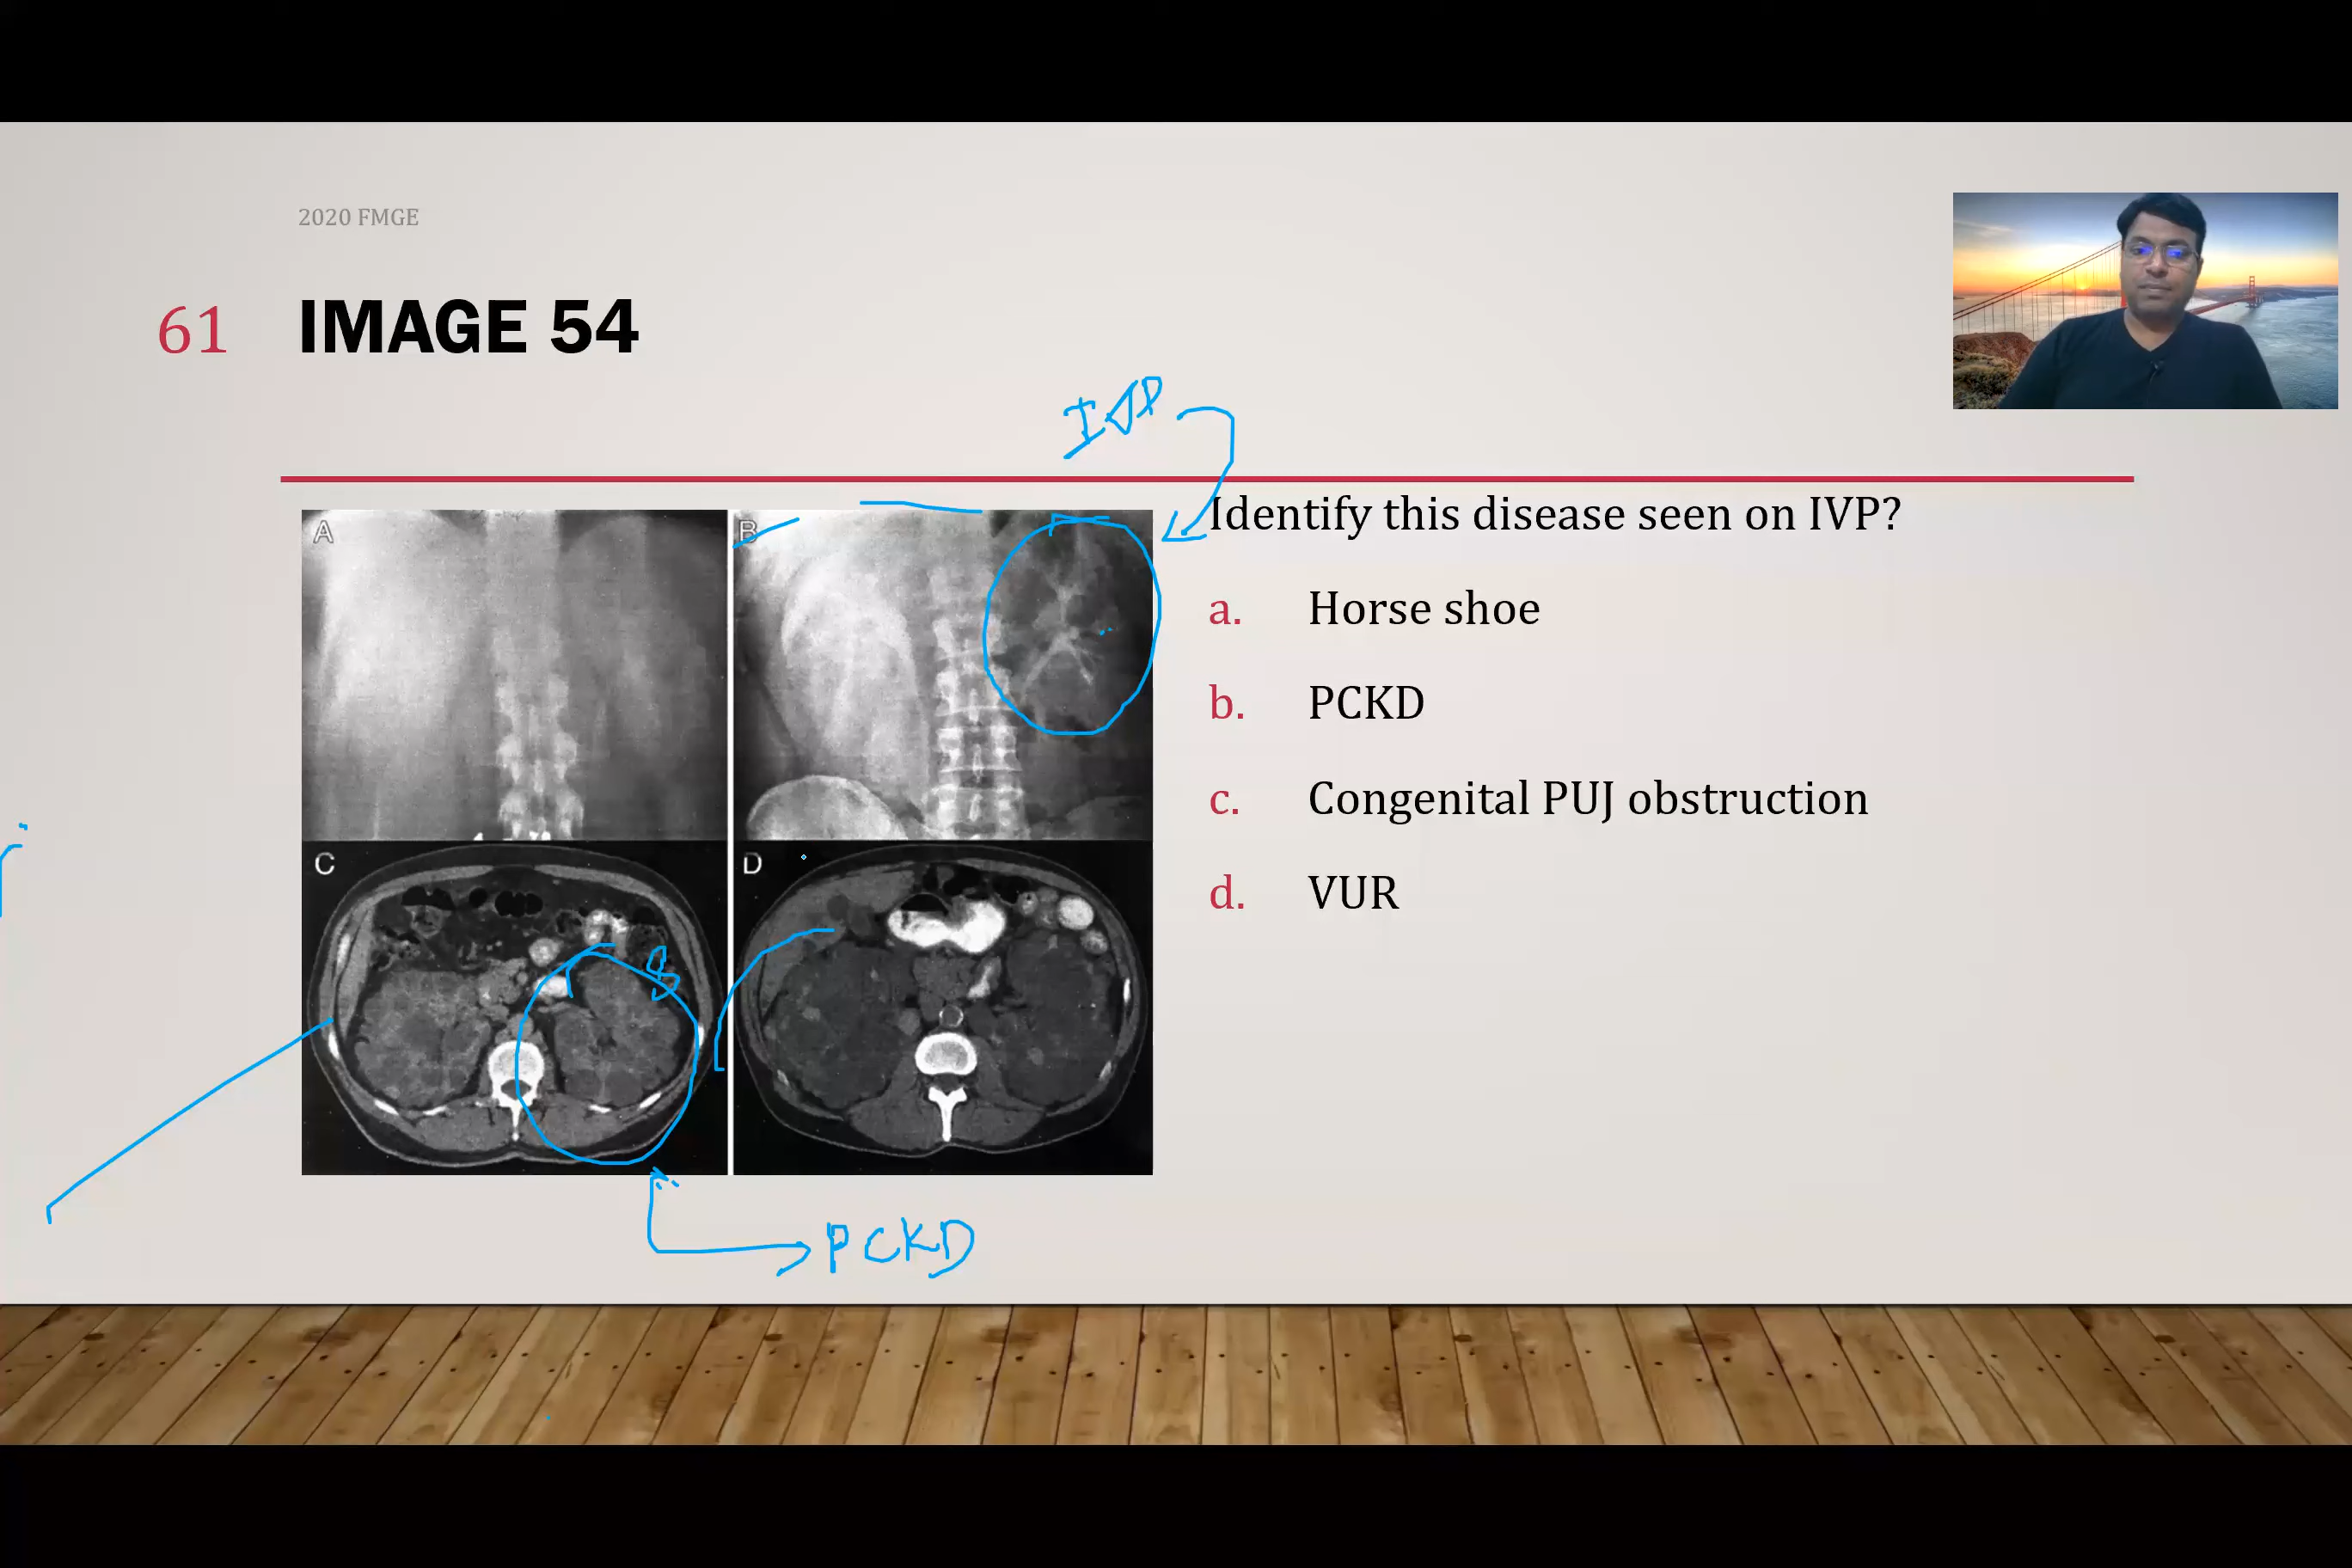 2020 FMGE
61 IMAGE 54
IVP
A
B
Identify this disease seen on IVP?
a. Horse shoe
b. PCKD
c. Congenital PUJ obstruction
d. VUR
C
D
PCKD